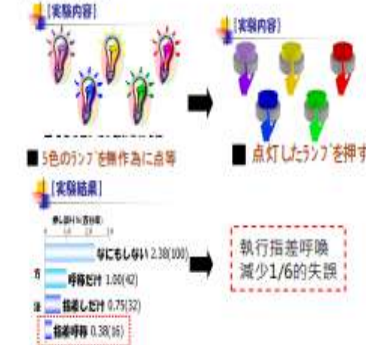 [実験内容]
[実験内容]
■ 5色のランプを無作為に点等
■ 点灯したランプを押す
[実験結果]
なにもしない 2.38(100)
呼称だけ 1.00(42)
指差しだけ 0.75(32)
指差呼称 0.38(16)
方
法
執行指差呼喚
減少1/6的失誤